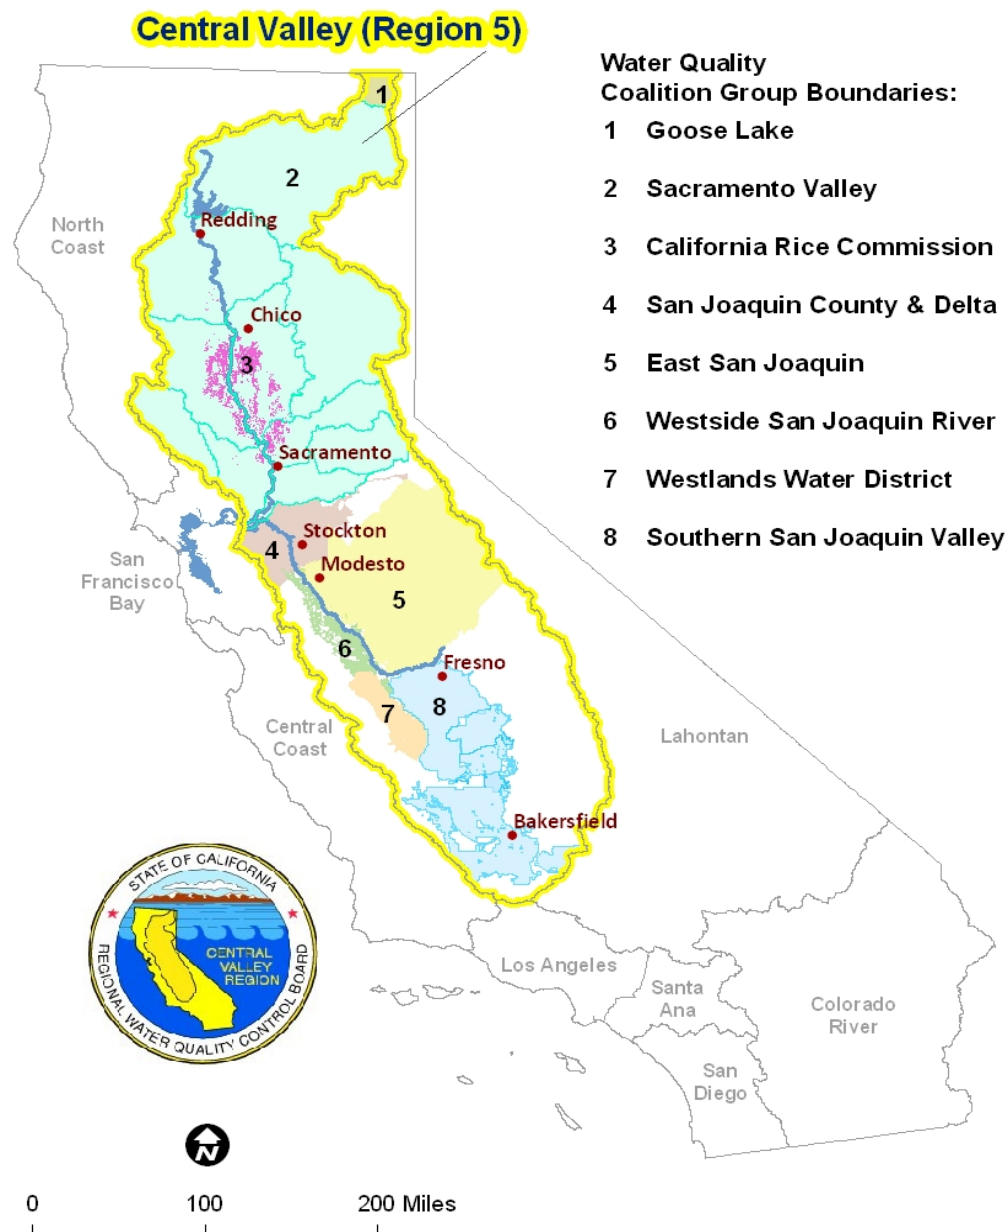 Central Valley (Region 5)
Water Quality
Coalition Group Boundaries:
1 Goose Lake
2 Sacramento Valley
3 California Rice Commission
4 San Joaquin County & Delta
5 East San Joaquin
6 Westside San Joaquin River
7 Westlands Water District
8 Southern San Joaquin Valley
1
2
North
Coast
Redding
Chico
3
Sacramento
Stockton
4
Modesto
San
Francisco
Bay
5
6
Fresno
8
7
Central
Coast
Lahontan
Bakersfield
STATE OF CALIFORNIA
REGIONAL WATER QUALITY CONTROL BOARD
CENTRAL
VALLEY
REGION
Los Angeles
Santa
Ana
Colorado
River
San
Diego
N
0 100 200 Miles